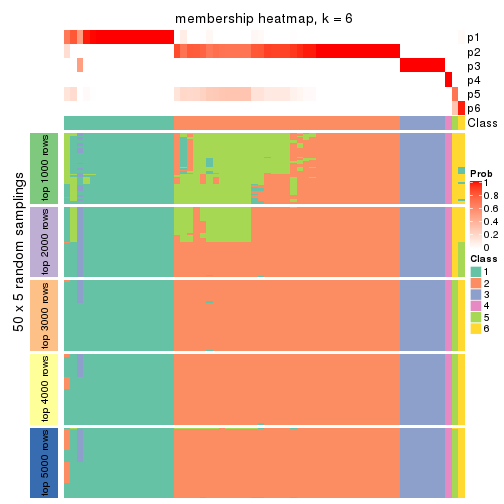 membership heatmap, k = 6
p1
p2
p3
p4
p5
p6
Class
50 x 5 random samplings
top 1000 rows
top 2000 rows
top 3000 rows
top 4000 rows
top 5000 rows
Prob
1
0.8
0.6
0.4
0.2
0
Class
1
2
3
4
5
6